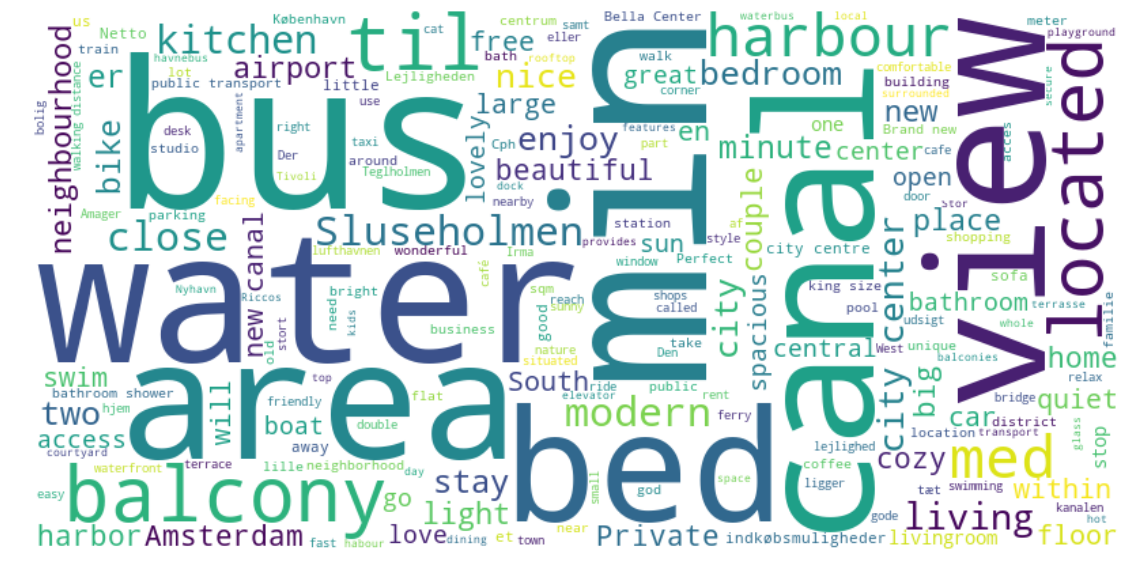 us
Netto
train
neighbourhood
er
havnebus
lot
København
kitchen
public transport
airport
little
til
cat
free
centrum
samt
eller
bath
rooftop
Bella Center
walk
corner
waterbus
local
harbour
comfortable
building
surrounded
view
meter
playground
secure
located
bolig
walking distance
bike
bus
desk
studio
apartment
right
Der
Tivoli
taxi
use
around
Lejligheden
Teglholmen
nice
large
lovely
Cph
enjoy
beautiful
dock
nearby
features
part
great
bedroom
en
min.
minute
one
center
new
Brand new
cafe
open
door
acces
stor
Amager
parking
facing
close
canal
new canal
Sluseholmen
lufthavnen
wonderful
Irma
provides
station
sun
style
af
window
Perfect
couple
city centre
place
shopping
water
Nyhavn
Riccos
old
stort
need
kids
bright
sunny
sqm
business
café
good
reach
nature
situated
shops
called
take
Den
city
spacious
king size
pool
central
West
city center
bathroom
sofa
terrasse
udsigt
unique
whole
balconies
familie
home
relax
swim
bathroom shower
two
hjem
access
courtyard
area
will
top
friendly
boat
away
flat
double
South
ride
elevator
public
rent
modern
ferry
bed
space
small
god
lejlighed
coffee
ligger
big
bridge
car
district
location
transport
quiet
glass
stop
cozy
med
waterfront
terrace
lille
neighborhood
day
easy
balcony
go
stay
light
harbor
Amsterdam
fast
habour
love
dining
et
town
near
Private
indkøbsmuligheder
gode
tæt
swimming
kanalen
within
hot
living
livingroom
floor